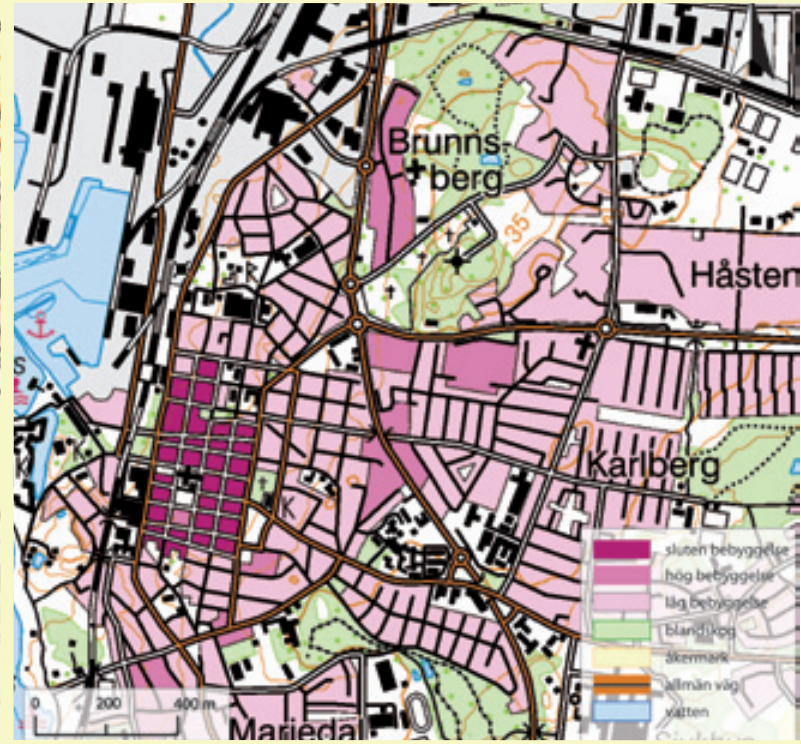 Brunns-
berg
35
Håsten
R
S
K
K
Karlberg
K
sluten bebyggelse
hög bebyggelse
låg bebyggelse
blandskog
åkermark
allmän väg
vatten
0 200 400 m
Mariedal